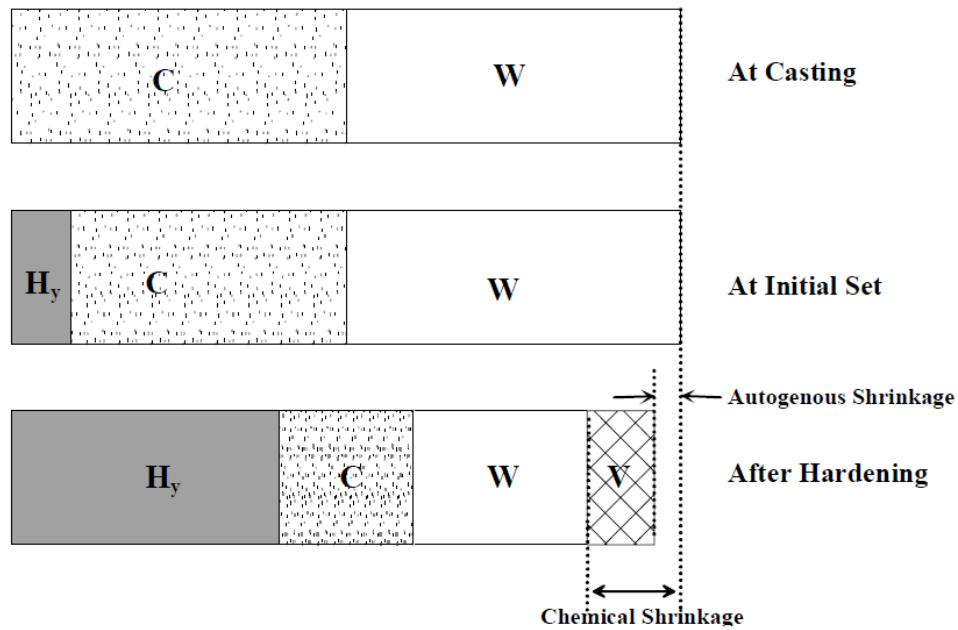 C
W
At Casting
Hy
C
W
At Initial Set
Autogenous Shrinkage
Hy
C
W
V
After Hardening
Chemical Shrinkage